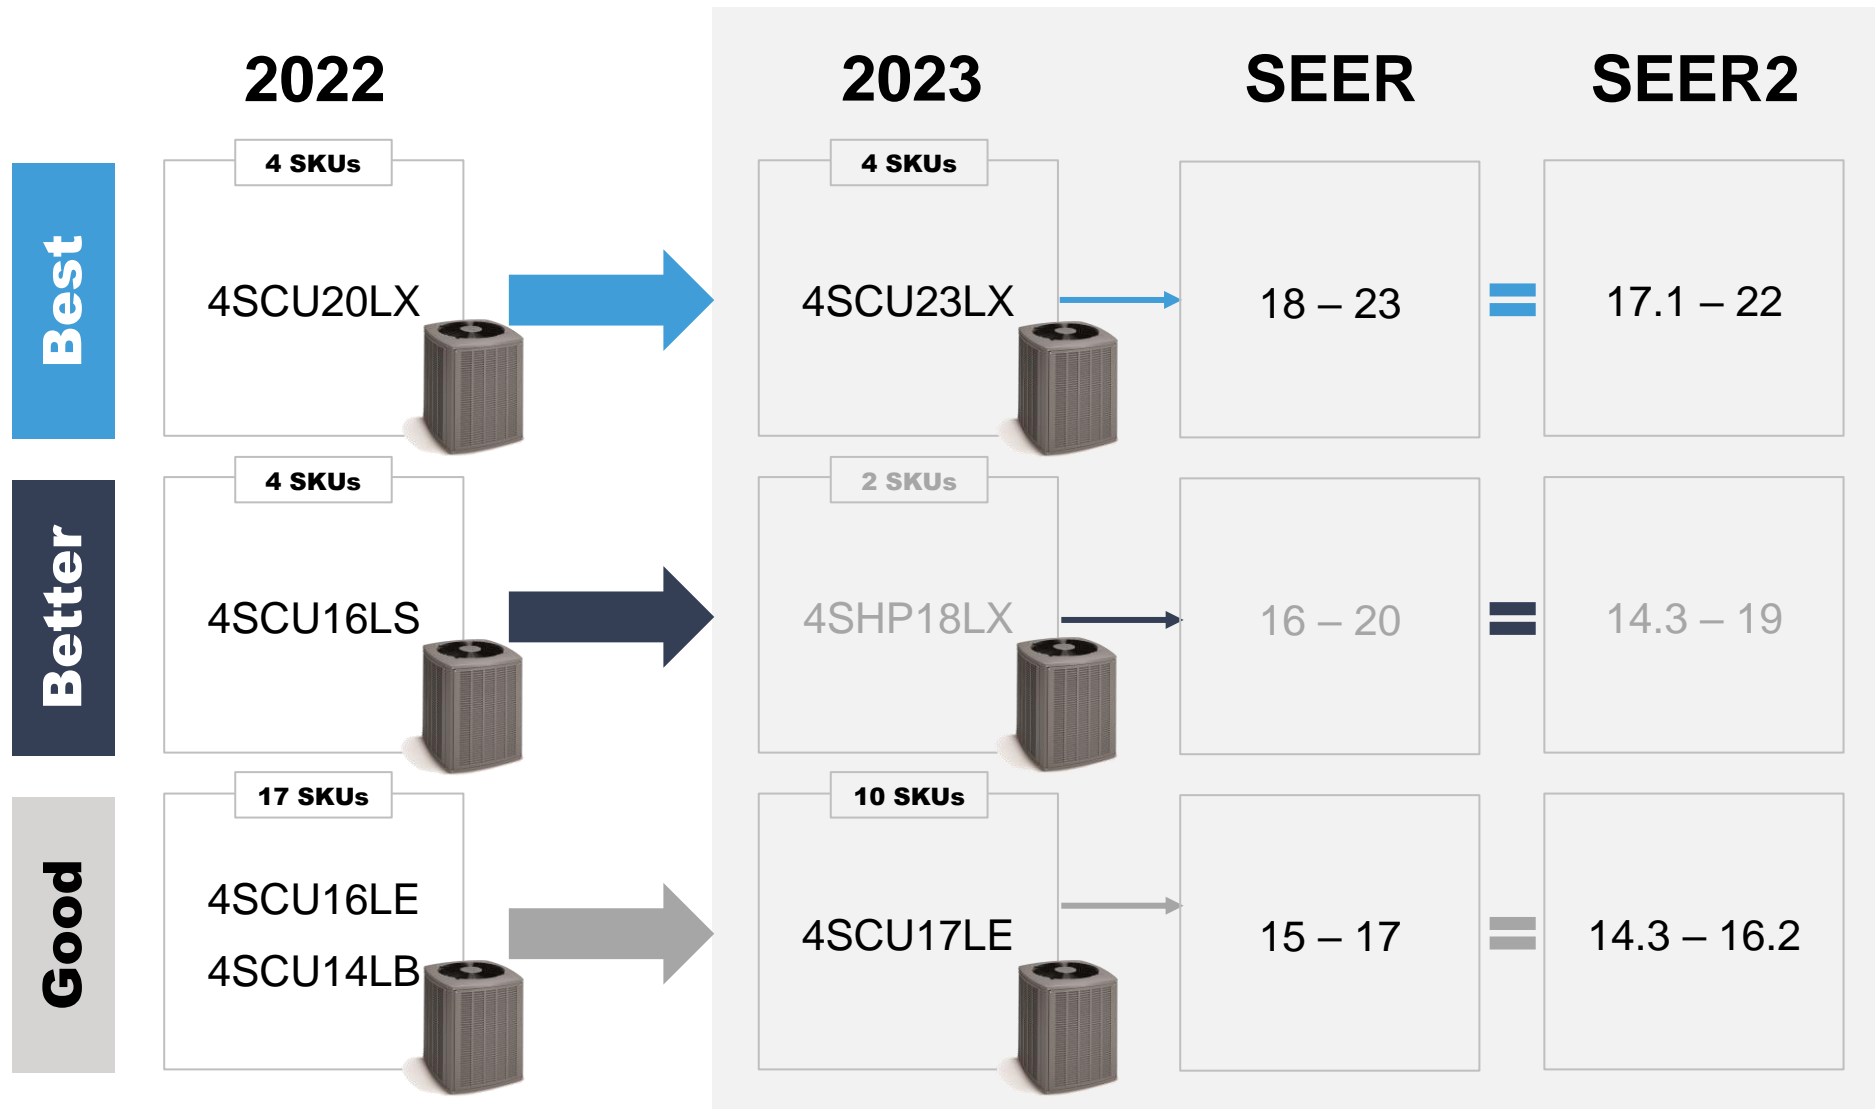 2022
2023
SEER
SEER2
Best
4 SKUs
4SCU20LX
4 SKUs
4SCU23LX
18 – 23
=
17.1 – 22
Better
4 SKUs
4SCU16LS
2 SKUs
4SHP18LX
16 – 20
=
14.3 – 19
Good
17 SKUs
4SCU16LE
4SCU14LB
10 SKUs
4SCU17LE
15 – 17
=
14.3 – 16.2